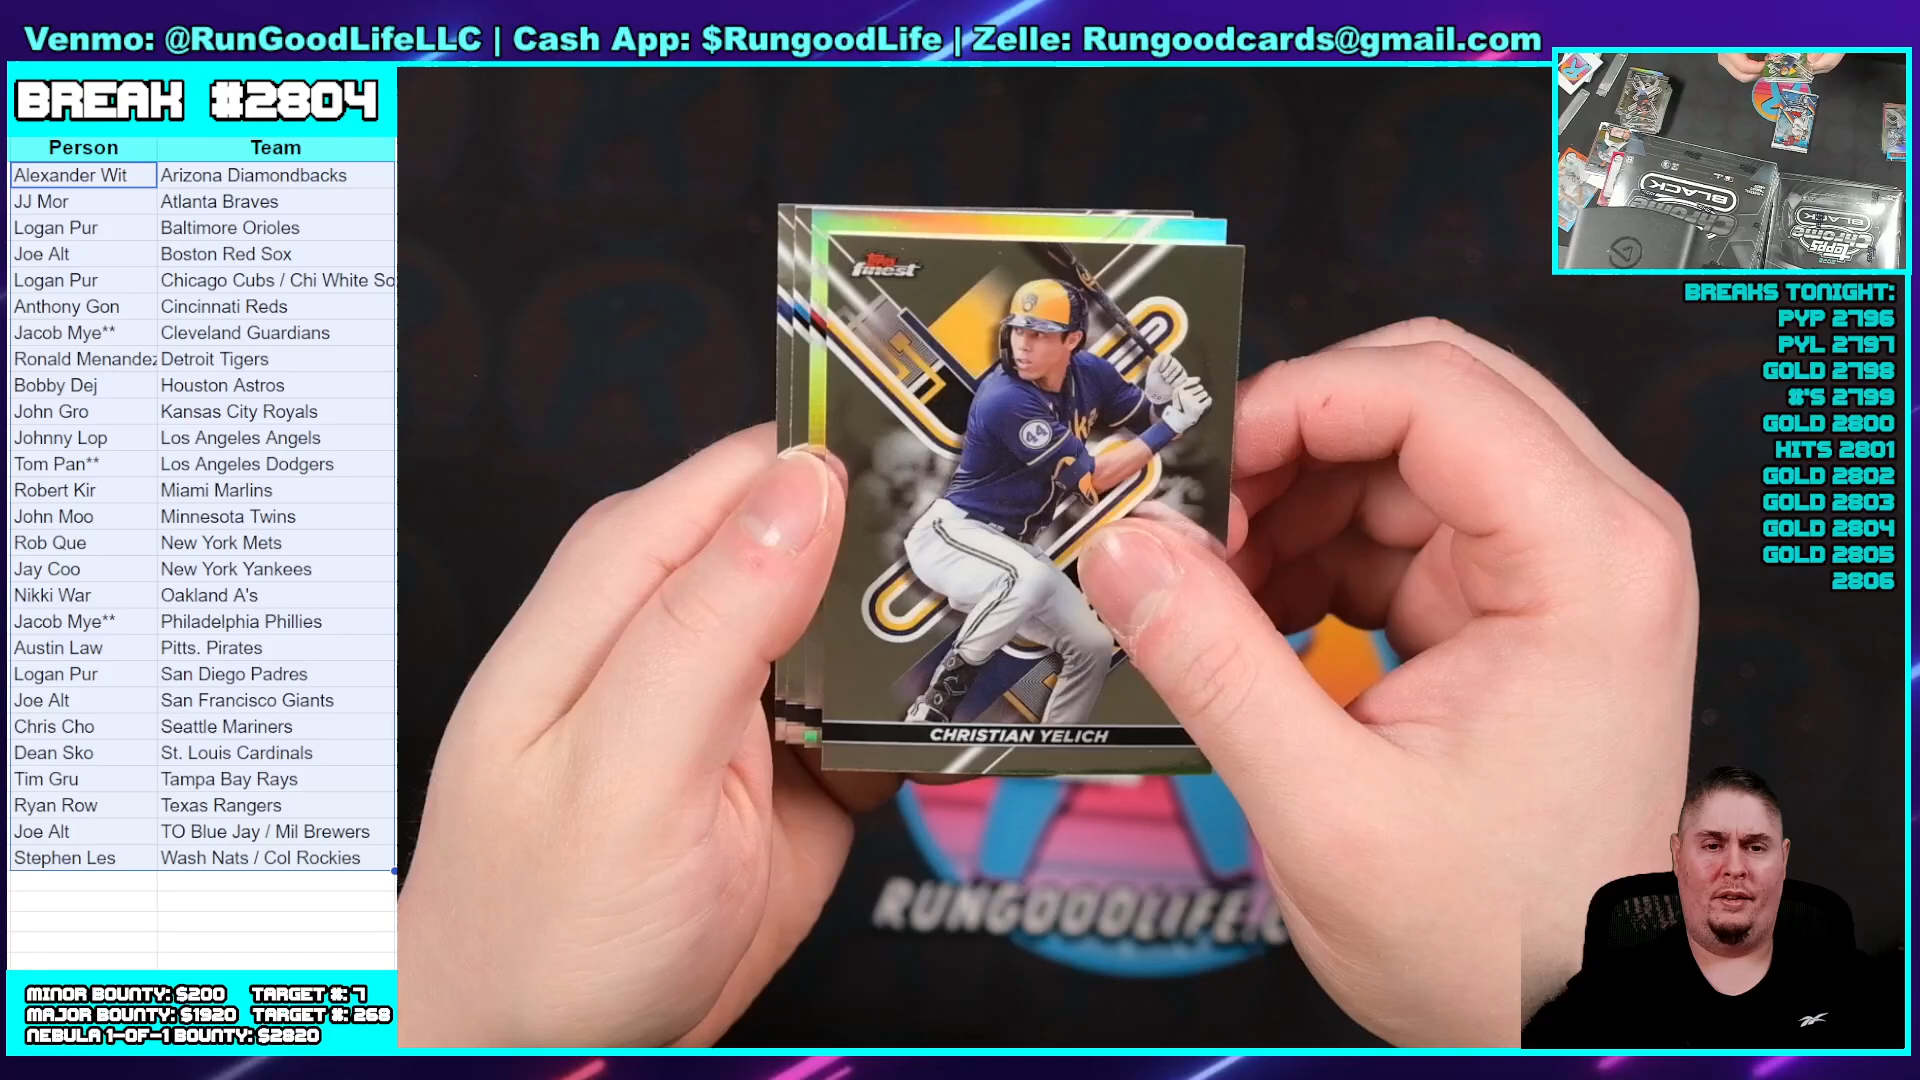 Venmo: @RunGoodLifeLLC | Cash App: $RungoodLife | Zelle: Rungoodcards@gmail.com
BREAK #2804
Person Team
Alexander Wit Arizona Diamondbacks
JJ Mor Atlanta Braves
Logan Pur Baltimore Orioles
Joe Alt Boston Red Sox
Logan Pur Chicago Cubs / Chi White So
Anthony Gon Cincinnati Reds
Jacob Mye** Cleveland Guardians
Ronald Menandez Detroit Tigers
Bobby Dej Houston Astros
John Gro Kansas City Royals
Johnny Lop Los Angeles Angels
Tom Pan** Los Angeles Dodgers
Robert Kir Miami Marlins
John Moo Minnesota Twins
Rob Que New York Mets
Jay Coo New York Yankees
Nikki War Oakland A's
Jacob Mye** Philadelphia Phillies
Austin Law Pitts. Pirates
Logan Pur San Diego Padres
Joe Alt San Francisco Giants
Chris Cho Seattle Mariners
Dean Sko St. Louis Cardinals
Tim Gru Tampa Bay Rays
Ryan Row Texas Rangers
Joe Alt TO Blue Jay / Mil Brewers
Stephen Les Wash Nats / Col Rockies
MINOR BOUNTY: $200 TARGET #: 7
MAJOR BOUNTY: $1920 TARGET #: 268
NEBULA 1-OF-1 BOUNTY: $2820
Topps
finest
44
CHRISTIAN YELICH
RUNGOODLIFE.C
BLACK
Chrome
Topps
Chrome
BLACK
BREAKS TONIGHT:
PYP 2796
PYL 2797
GOLD 2798
#'S 2799
GOLD 2800
HITS 2801
GOLD 2802
GOLD 2803
GOLD 2804
GOLD 2805
2806